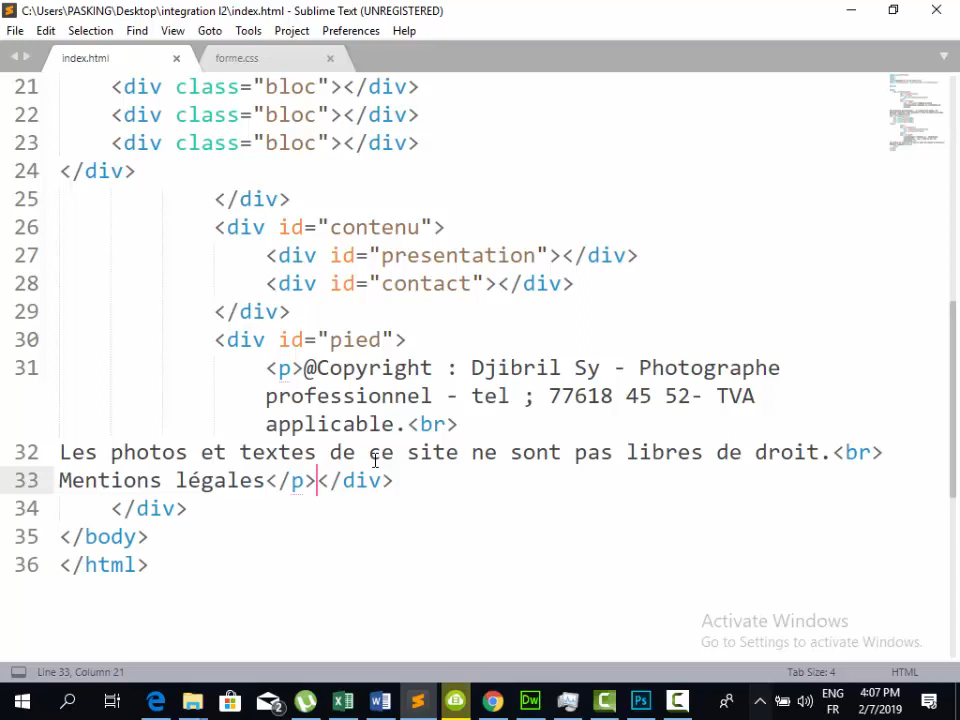 C:\Users\PASKING\Desktop\integration l2\index.html - Sublime Text (UNREGISTERED)
File Edit Selection Find View Goto Tools Project Preferences Help
index.html × forme.css ×
21 <div class="bloc"></div>
22 <div class="bloc"></div>
23 <div class="bloc"></div>
24 </div>
25 </div>
26 <div id="contenu">
27 <div id="presentation"></div>
28 <div id="contact"></div>
29 </div>
30 <div id="pied">
31 <p>@Copyright : Djibril Sy - Photographe
professionnel - tel ; 77618 45 52- TVA
applicable.<br>
32 Les photos et textes de ce site ne sont pas libres de droit.<br>
33 Mentions légales</p></div>
34 </div>
35 </body>
36 </html>
Activate Windows
Go to Settings to activate Windows.
Line 33, Column 21 Tab Size: 4 HTML
ENG 4:07 PM
FR 2/7/2019